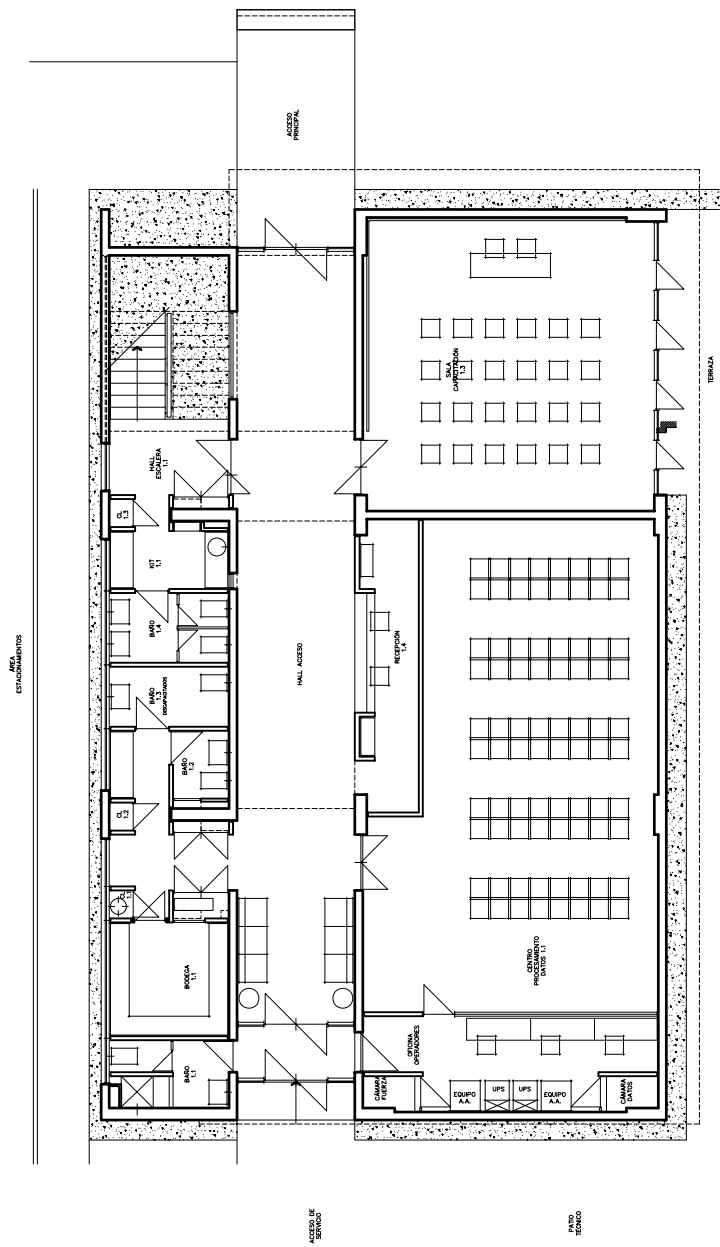 ACCESO
PRINCIPAL
ÁREA
ESTACIONAMIENTOS
HALL
ESCALERA
1.1
SALA
CAPACITACIÓN
1.3
TERRAZA
CL
1.3
KIT
1.1
BAÑO
1.4
BAÑO
1.3
DISCAPACITADOS
BAÑO
1.2
CL
1.2
HALL ACCESO
RECEPCIÓN
1.4
BODEGA
1.1
CENTRO
PROCESAMIENTO
DATOS 1.1
BAÑO
1.1
OFICINA
OPERADORES
CÁMARA
FUERZA
EQUIPO
A.A.
UPS
UPS
EQUIPO
A.A.
CÁMARA
DATOS
ACCESO DE
SERVICIO
PATIO
TÉCNICO